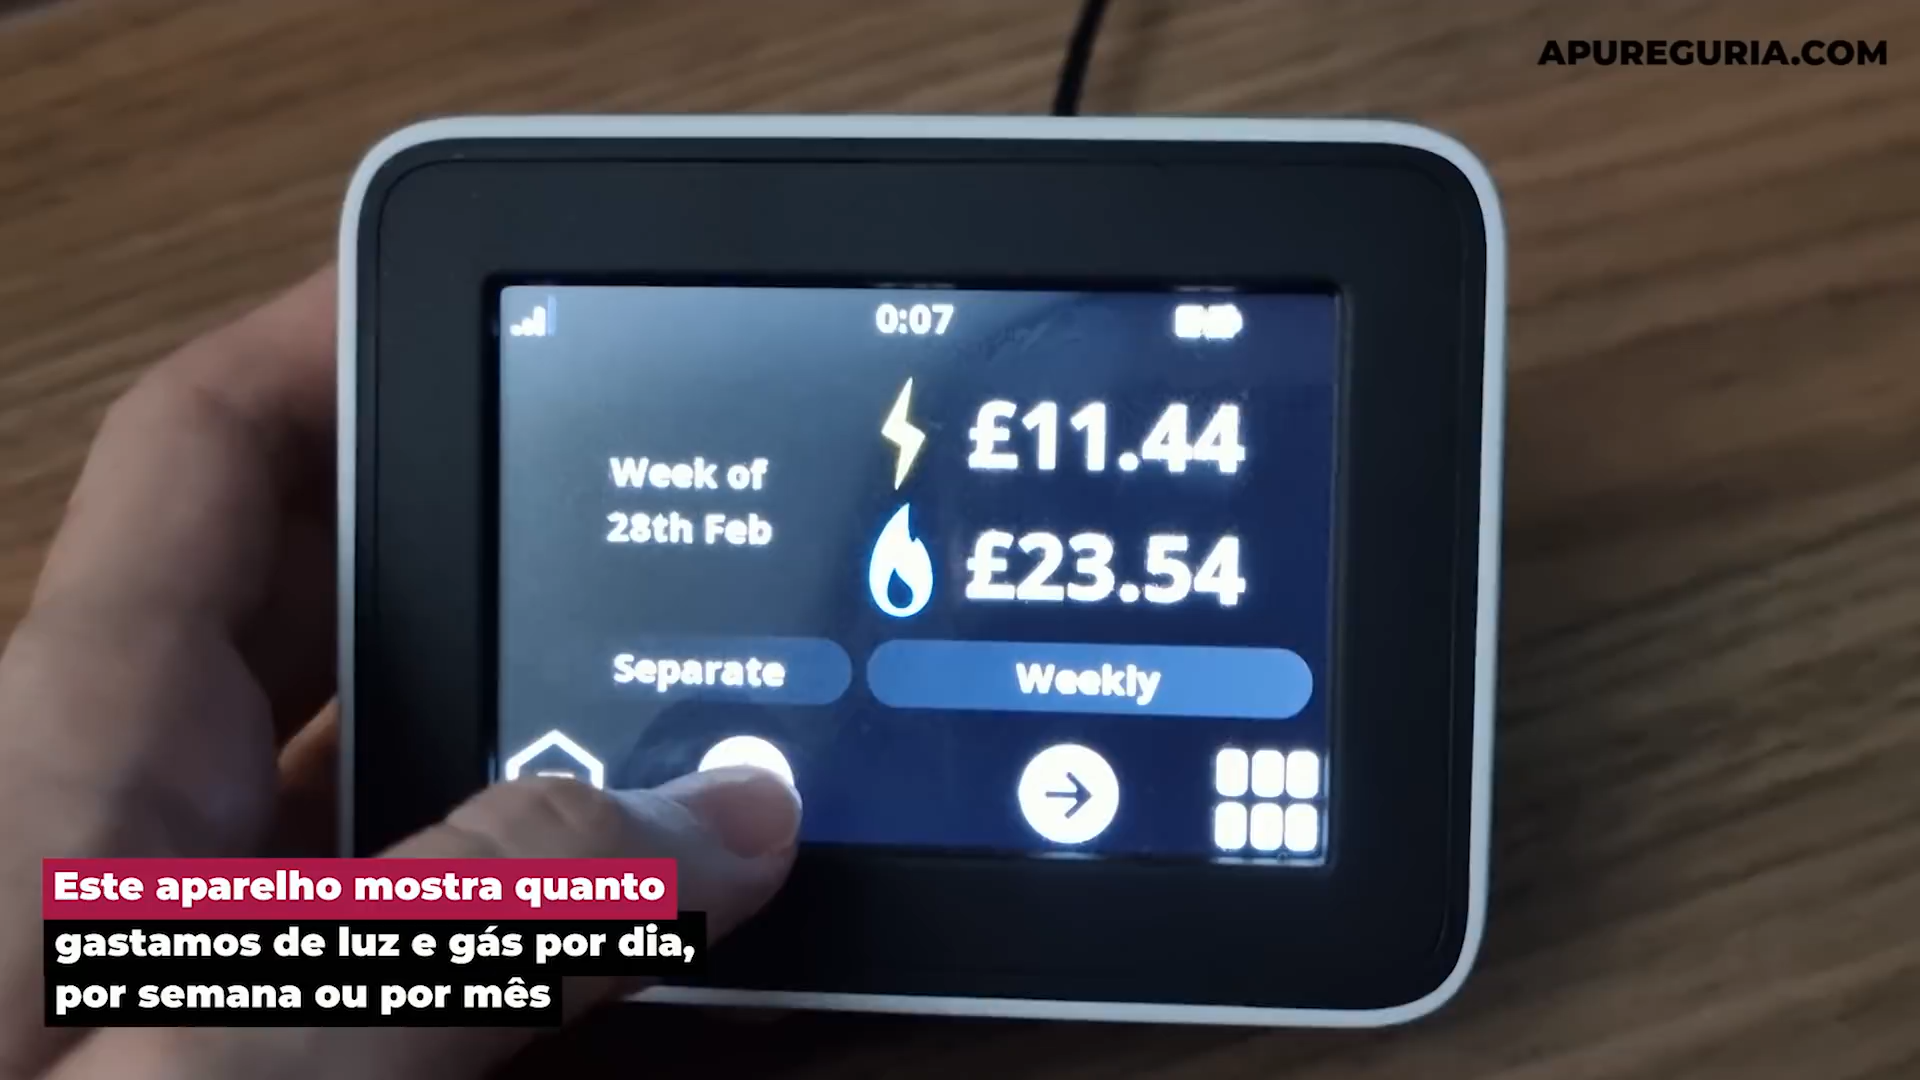 APUREGURIA.COM
0:07
£11.44
Week of
28th Feb
£23.54
Separate
Weekly
Este aparelho mostra quanto
gastamos de luz e gás por dia,
por semana ou por mês